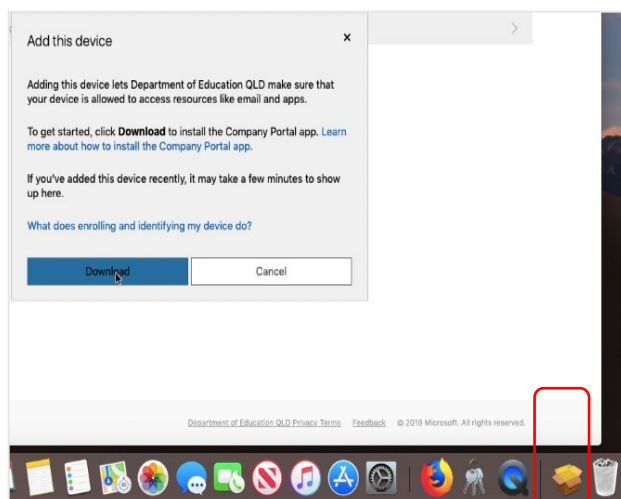 Add this device
Adding this device lets Department of Education QLD make sure that
your device is allowed to access resources like email and apps.
To get started, click Download to install the Company Portal app. Learn
more about how to install the Company Portal app.
If you've added this device recently, it may take a few minutes to show
up here.
What does enrolling and identifying my device do?
Download Cancel
Department of Education QLD Privacy Terms Feedback © 2019 Microsoft. All rights reserved.